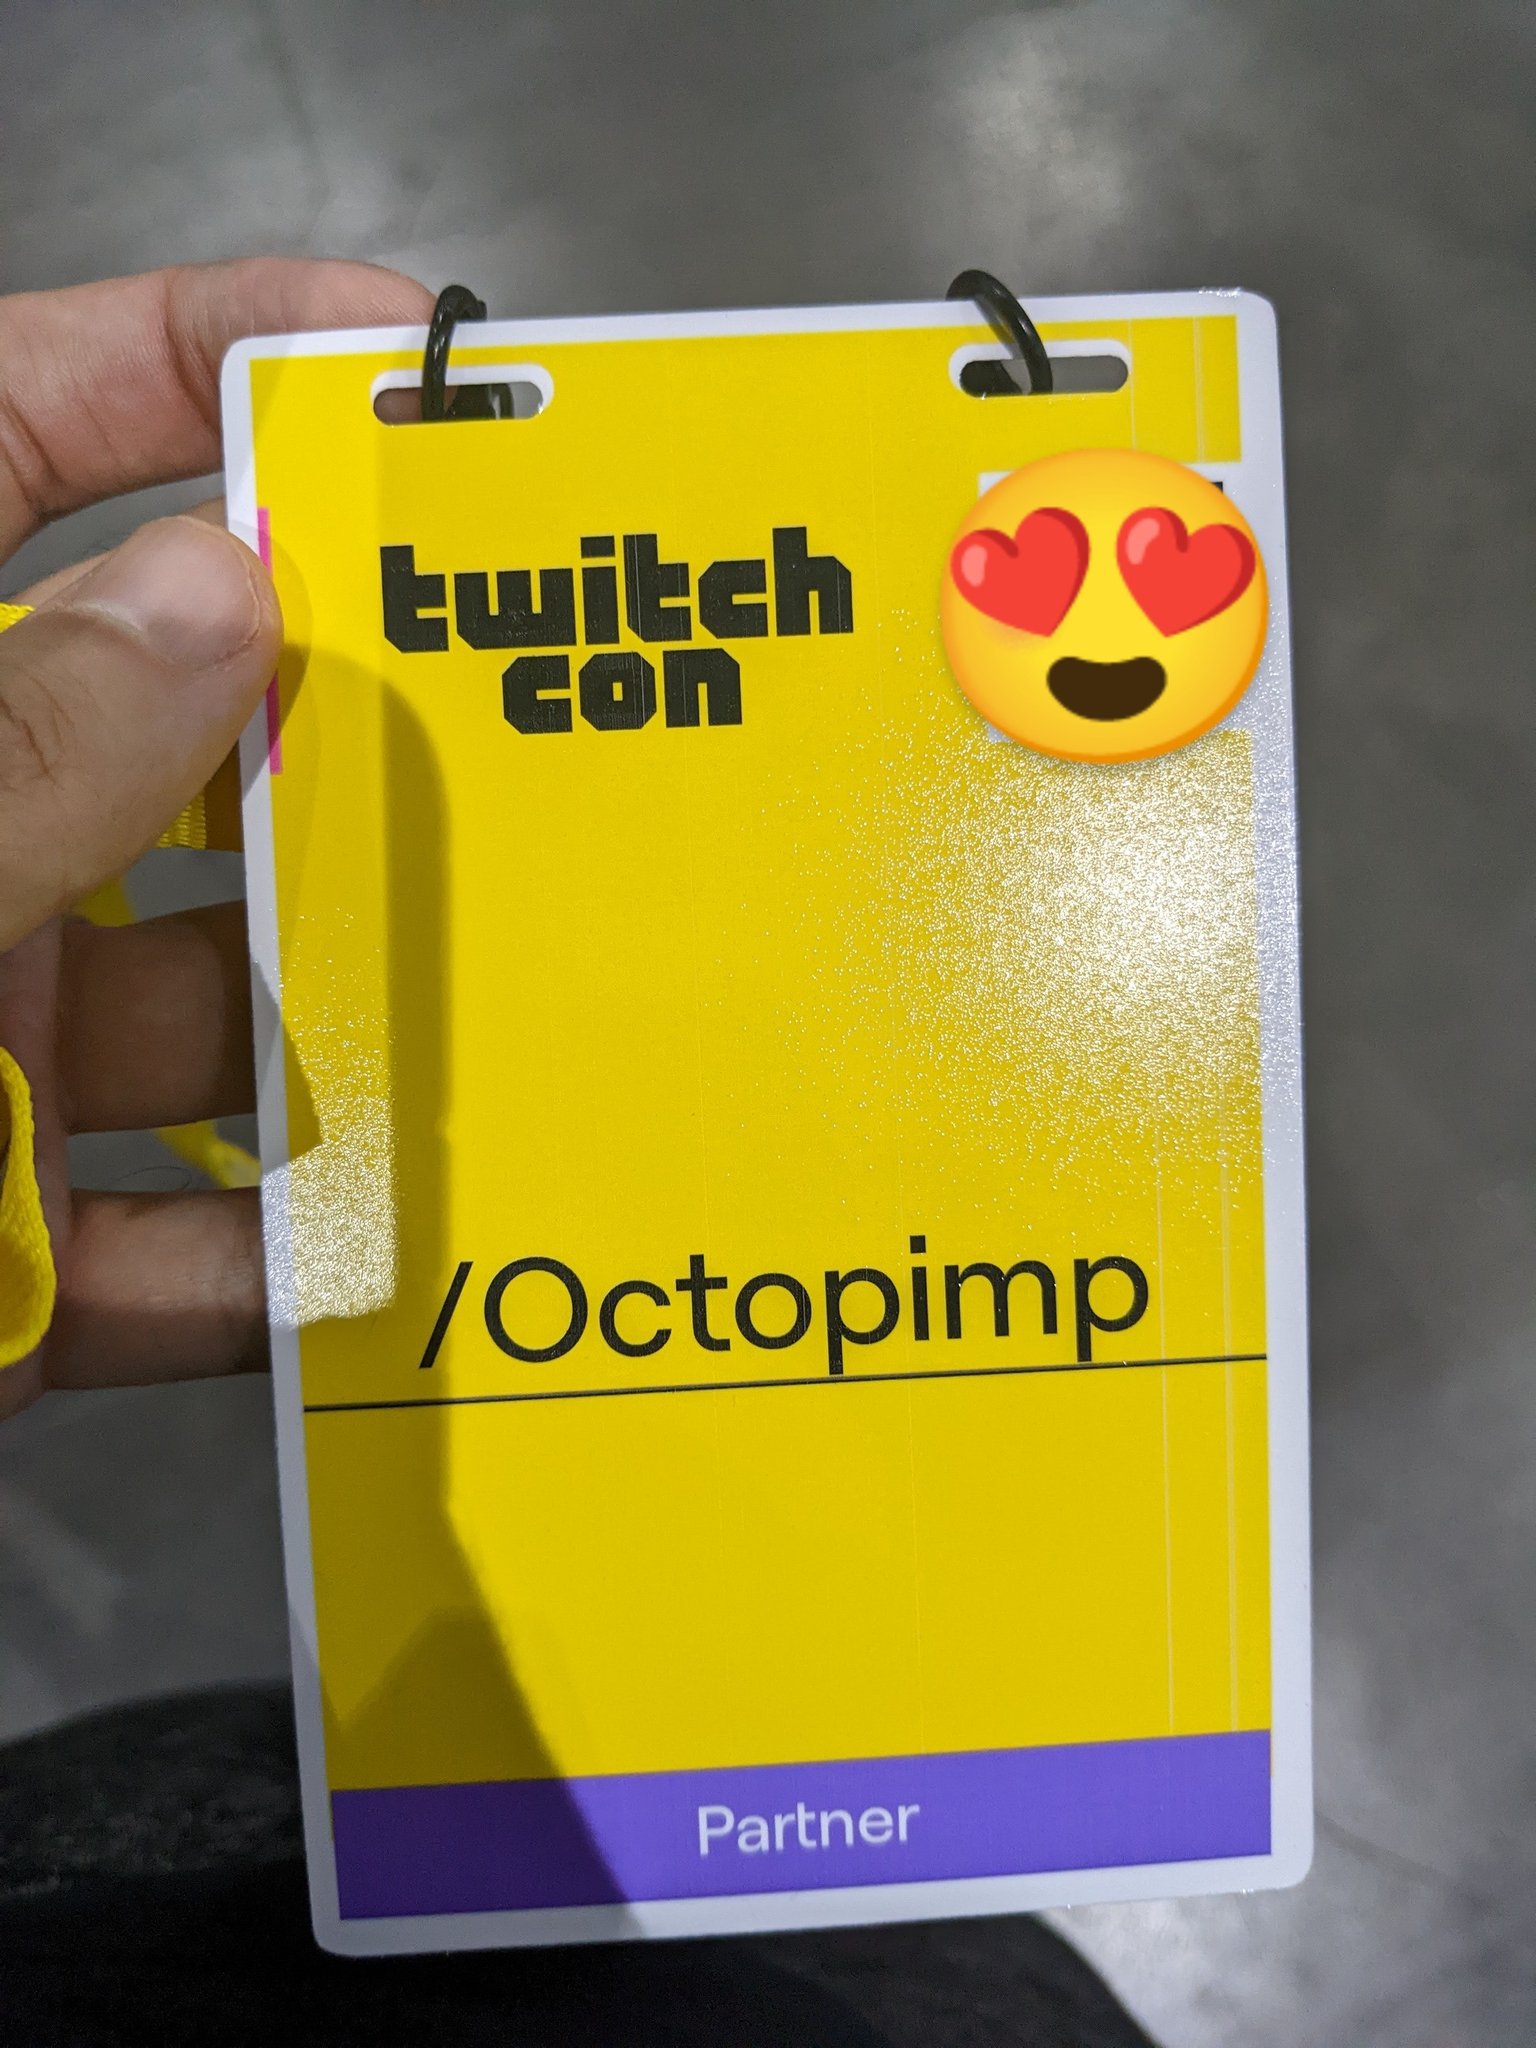 twitch
con
/Octopimp
Partner